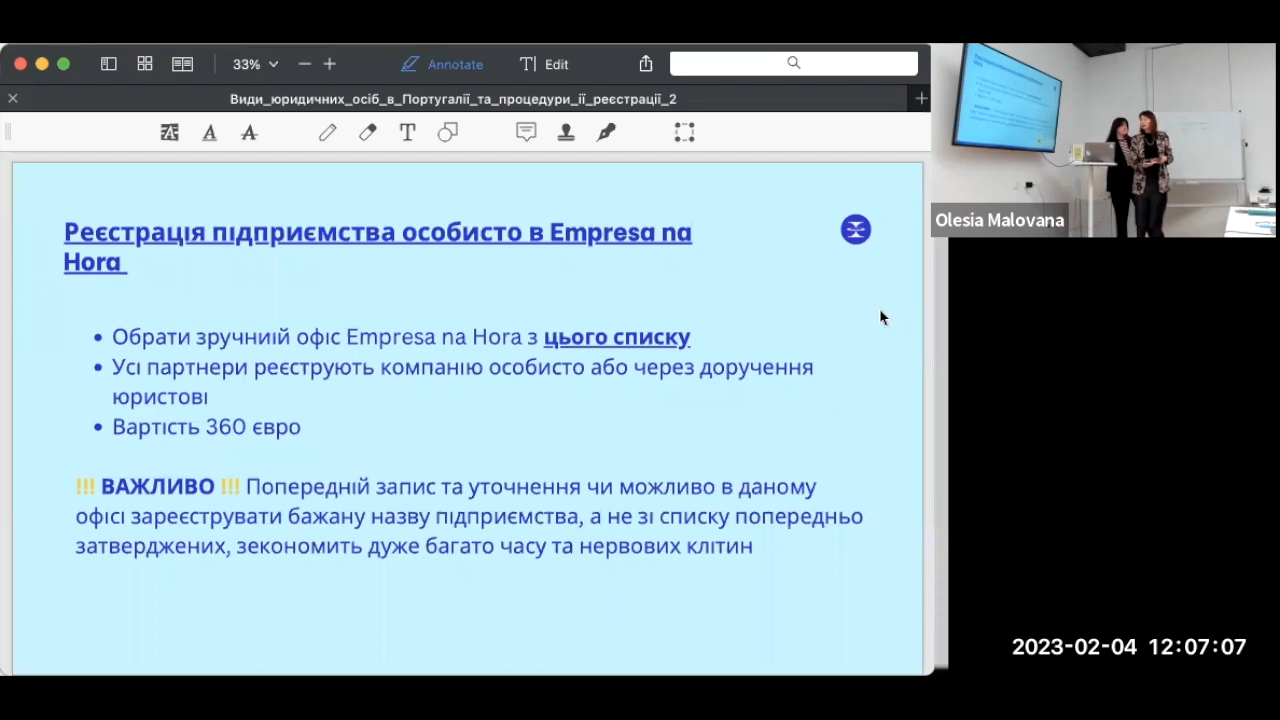 33%
Annotate
Edit
Види_юридичних_осіб_в_Португалії_та_процедури_ії_реєстрації_2
Реєстрація підприємства особисто в Empresa na
Hora
Обрати зручниій офіс Empresa na Hora з цього списку
Усі партнери реєструють компанію особисто або через доручення
юристові
Вартість 360 євро
!!! ВАЖЛИВО !!! Попередній запис та уточнення чи можливо в даному
офісі зареєструвати бажану назву підприємства, а не зі списку попередньо
затверджених, зекономить дуже багато часу та нервових клітин
Olesia Malovana
2023-02-04 12:07:07